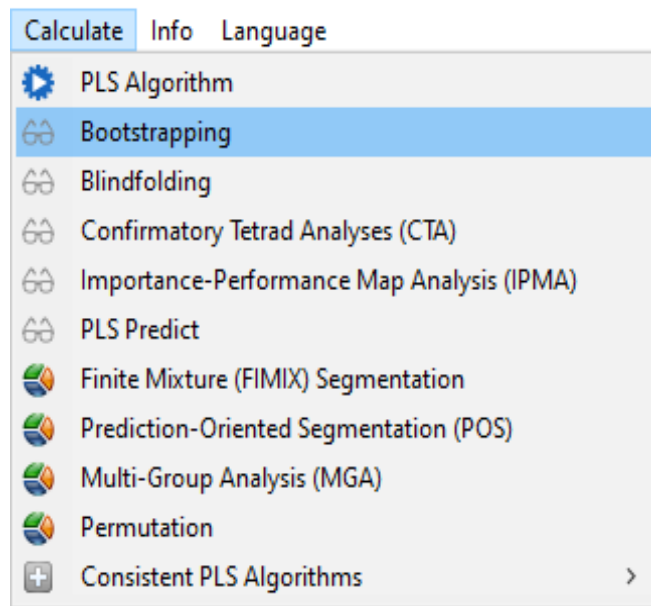 Calculate Info Language
PLS Algorithm
Bootstrapping
Blindfolding
Confirmatory Tetrad Analyses (CTA)
Importance-Performance Map Analysis (IPMA)
PLS Predict
Finite Mixture (FIMIX) Segmentation
Prediction-Oriented Segmentation (POS)
Multi-Group Analysis (MGA)
Permutation
Consistent PLS Algorithms